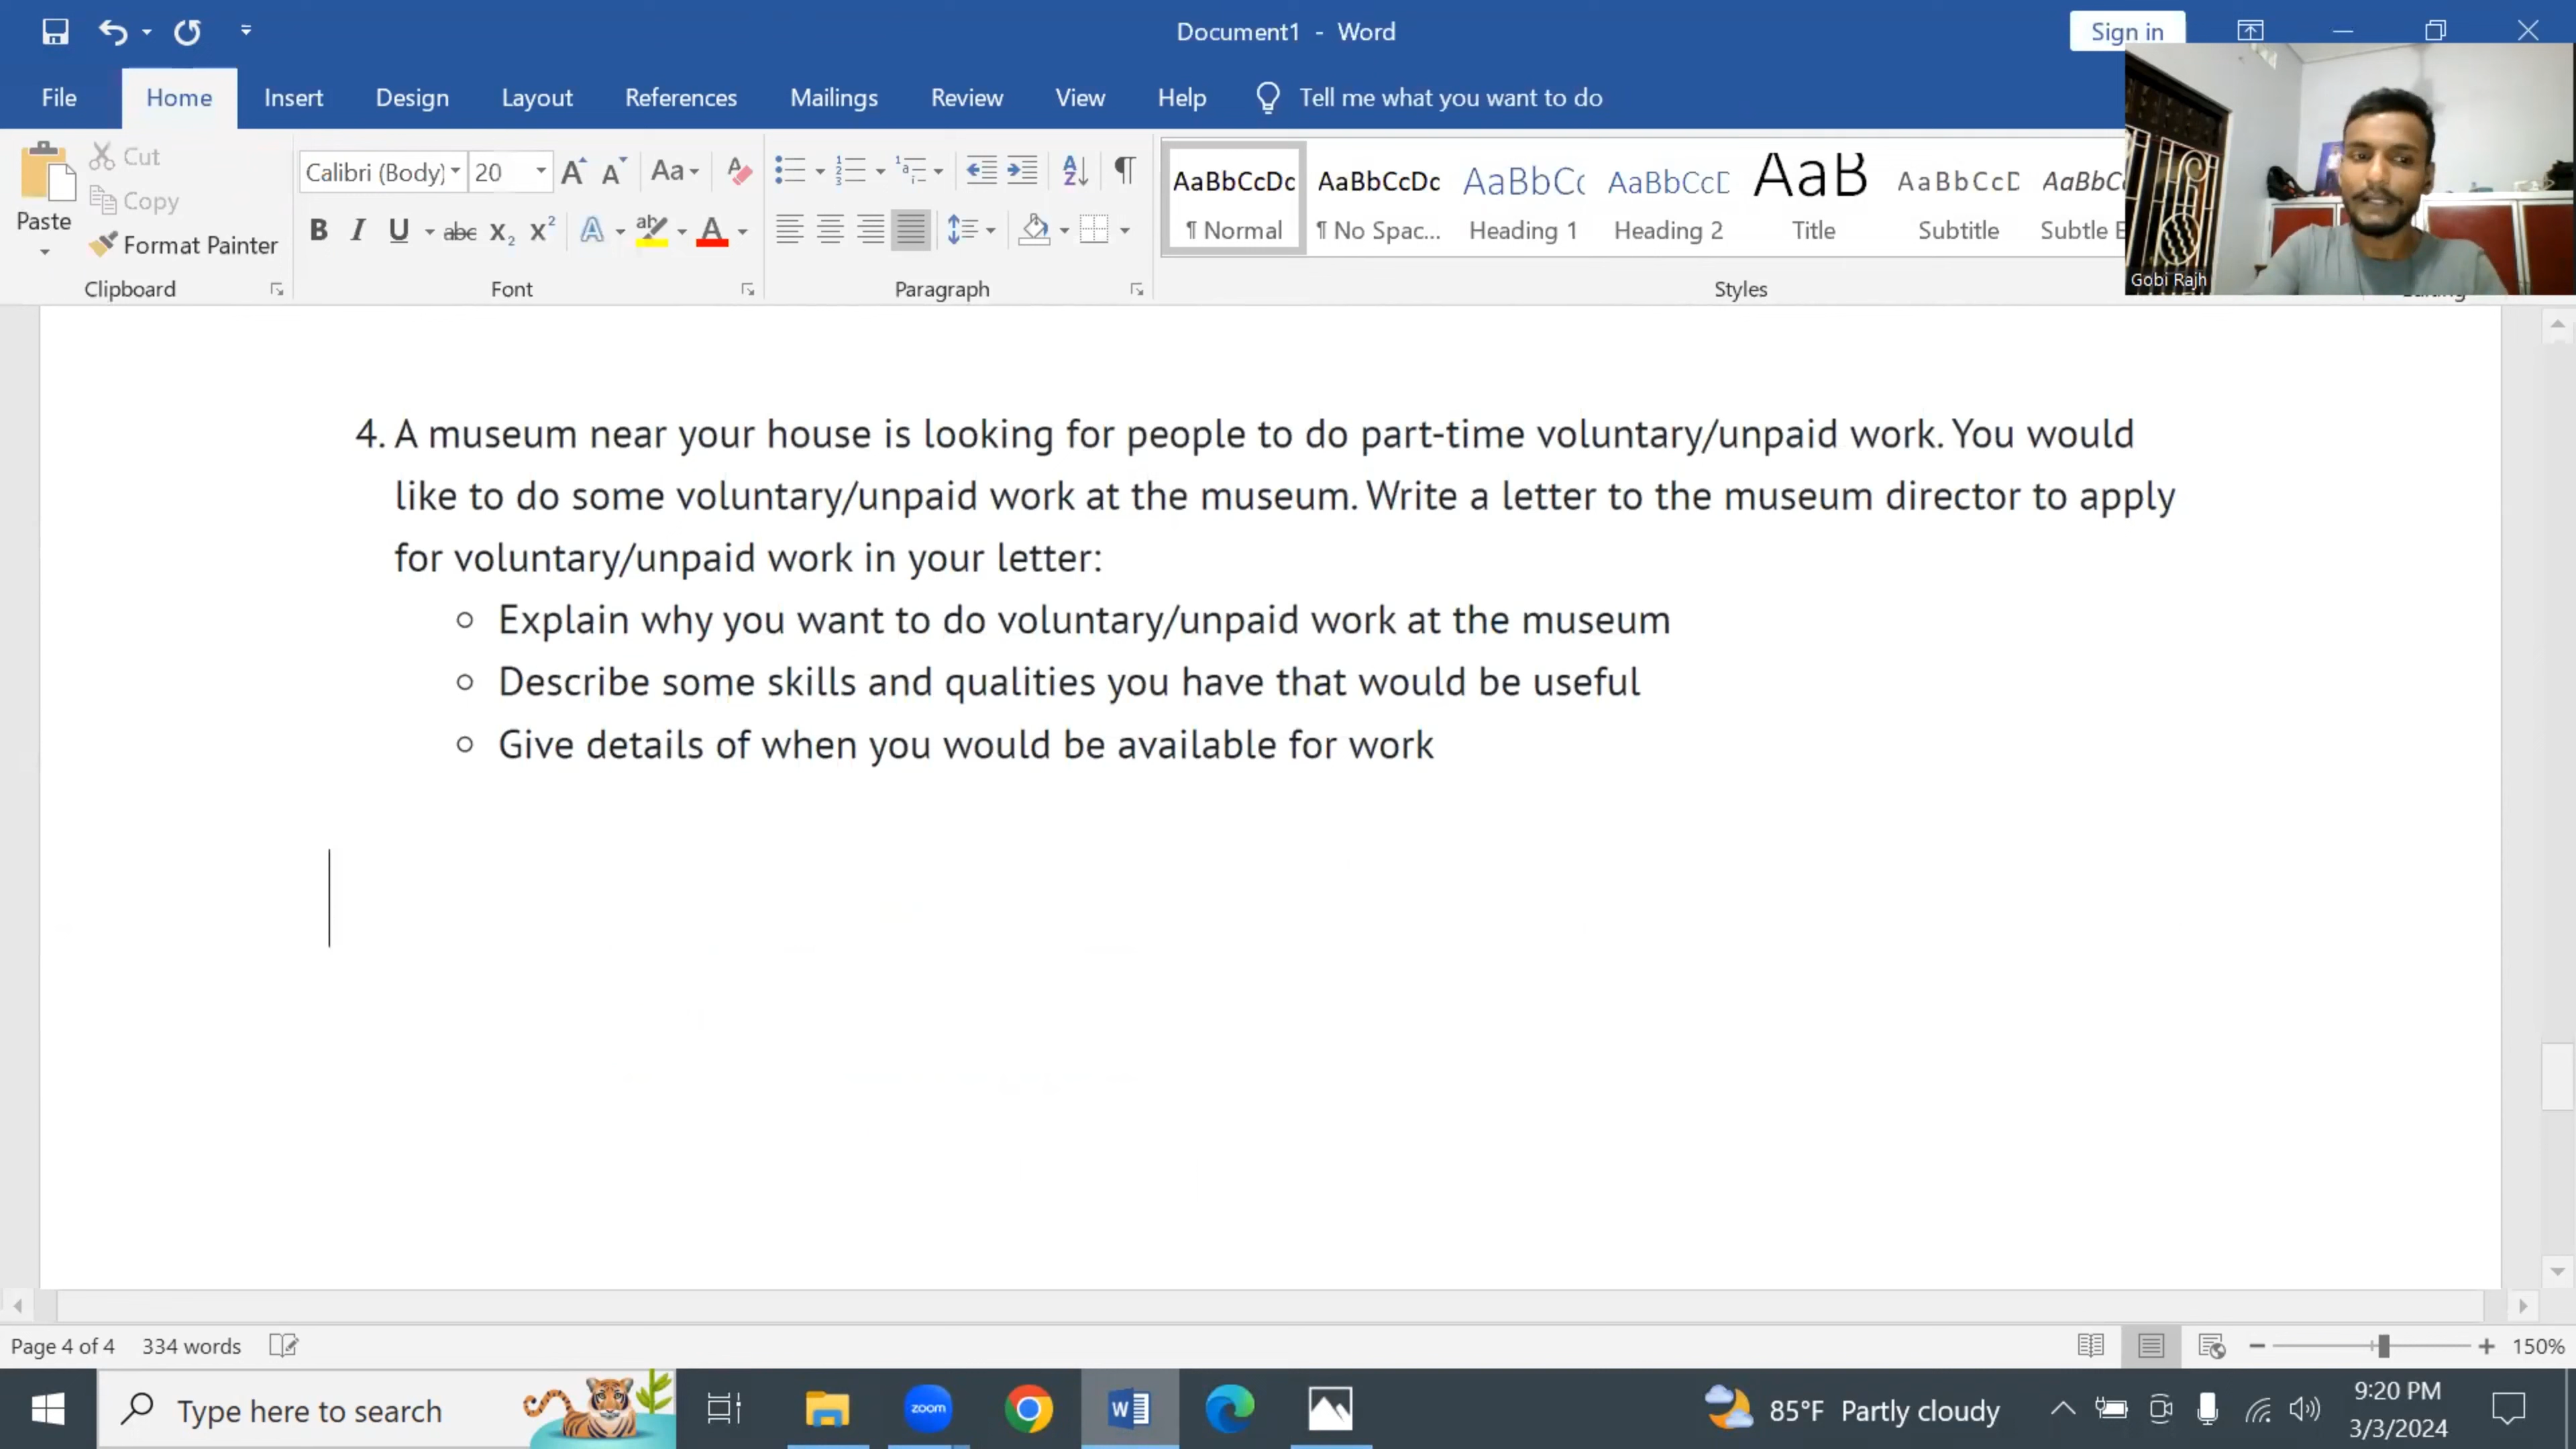 Document1 - Word
Sign in
File Home Insert Design Layout References Mailings Review View Help Tell me what you want to do
Paste
Cut
Copy
Format Painter
Clipboard
Calibri (Body) 20
Font
Paragraph
AaBbCcDc AaBbCcDc AaBbCc AaBbCcD AaB AaBbCcD AaBbCc
¶ Normal ¶ No Spac... Heading 1 Heading 2 Title Subtitle Subtle E
Styles
Gobi Rajh
4. A museum near your house is looking for people to do part-time voluntary/unpaid work. You would
like to do some voluntary/unpaid work at the museum. Write a letter to the museum director to apply
for voluntary/unpaid work in your letter:
○ Explain why you want to do voluntary/unpaid work at the museum
○ Describe some skills and qualities you have that would be useful
○ Give details of when you would be available for work
Page 4 of 4 334 words 150%
Type here to search zoom 85°F Partly cloudy 9:20 PM
3/3/2024